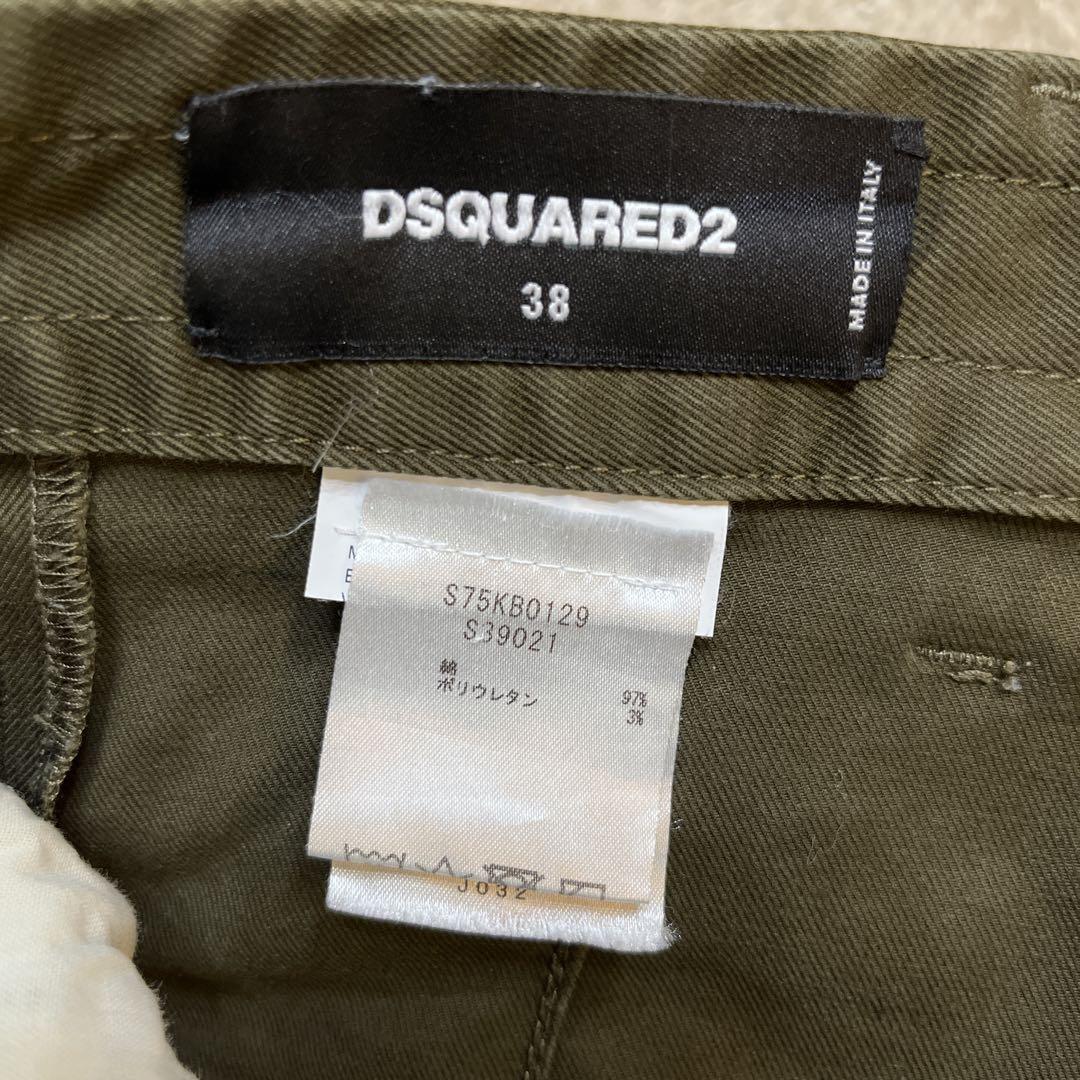 DSQUARED2
38
MADE IN ITALY
S75KB0129
S39021
綿 97%
ポリウレタン 3%
J032